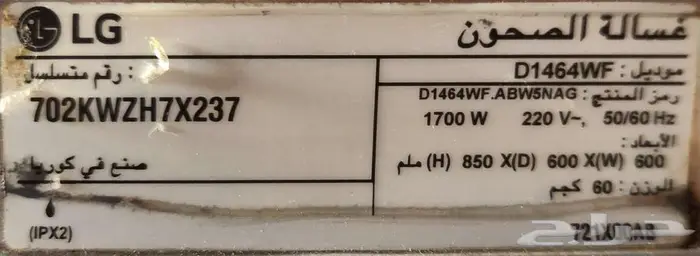 LG
غسالة الصحون
رقم متسلسل :
702KWZH7X237
صنع في كوريا
(IPX2)
موديل : D1464WF
رمز المنتج : D1464WF.ABW5NAG
1700 W 220 V~, 50/60 Hz
الأبعاد :
600 (W)X 600 (D)X 850 (H) ملم
الوزن : 60 كجم
حراج